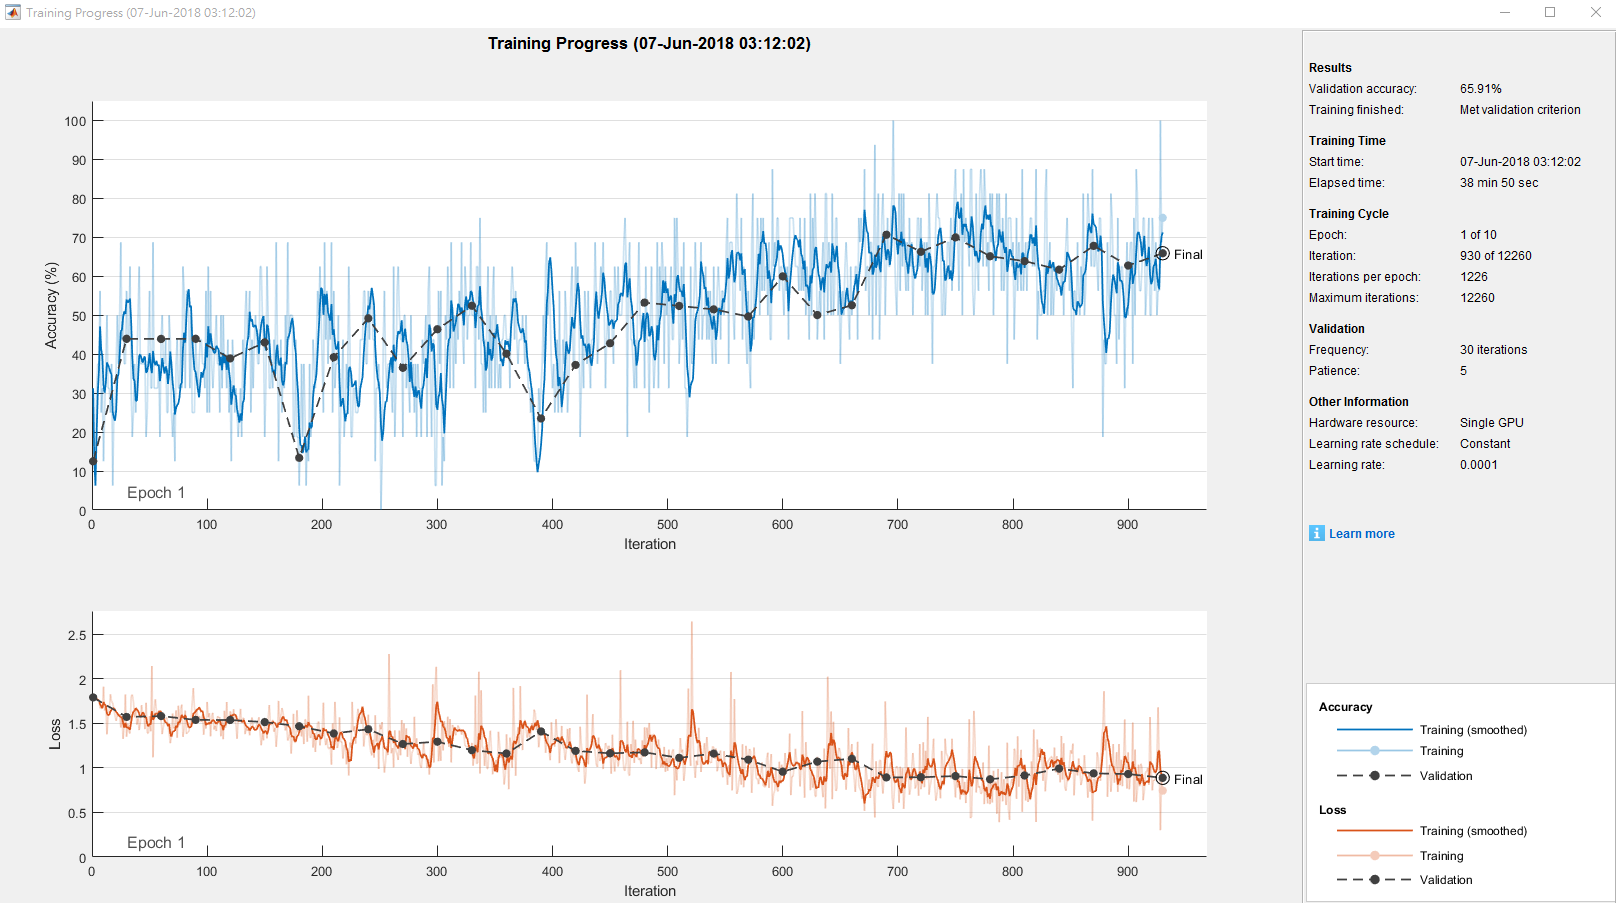 Training Progress (07-Jun-2018 03:12:02)
Training Progress (07-Jun-2018 03:12:02)
100
90
80
70
60
50
40
30
20
10
0
Accuracy (%)
Final
Epoch 1
0 100 200 300 400 500 600 700 800 900
Iteration
2.5
2
1.5
1
0.5
0
Loss
Final
Epoch 1
0 100 200 300 400 500 600 700 800 900
Iteration
Results
Validation accuracy: 65.91%
Training finished: Met validation criterion
Training Time
Start time: 07-Jun-2018 03:12:02
Elapsed time: 38 min 50 sec
Training Cycle
Epoch: 1 of 10
Iteration: 930 of 12260
Iterations per epoch: 1226
Maximum iterations: 12260
Validation
Frequency: 30 iterations
Patience: 5
Other Information
Hardware resource: Single GPU
Learning rate schedule: Constant
Learning rate: 0.0001
i Learn more
Accuracy
Training (smoothed)
Training
Validation
Loss
Training (smoothed)
Training
Validation